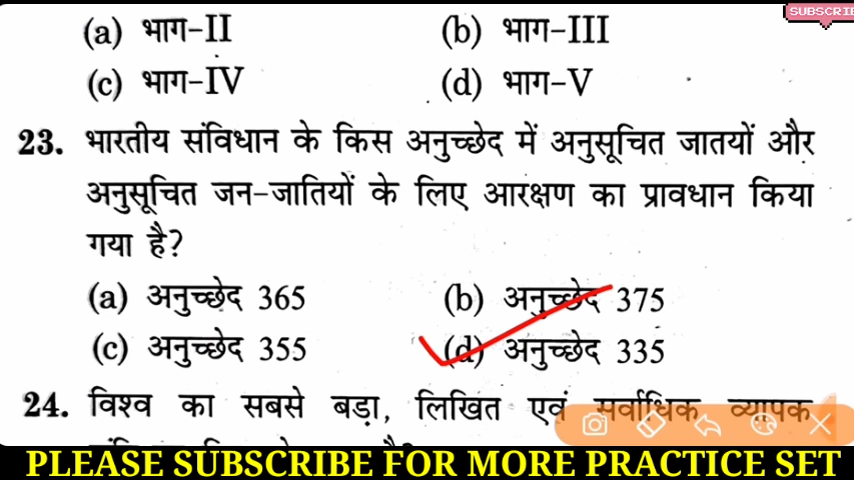 SUBSCRIBE
(a) भाग-II (b) भाग-III
(c) भाग-IV (d) भाग-V
23. भारतीय संविधान के किस अनुच्छेद में अनुसूचित जातयों और
अनुसूचित जन-जातियों के लिए आरक्षण का प्रावधान किया
गया है?
(a) अनुच्छेद 365 (b) अनुच्छेद 375
(c) अनुच्छेद 355 (d) अनुच्छेद 335
24. विश्व का सबसे बड़ा, लिखित एवं सर्वाधिक व्यापक
PLEASE SUBSCRIBE FOR MORE PRACTICE SET